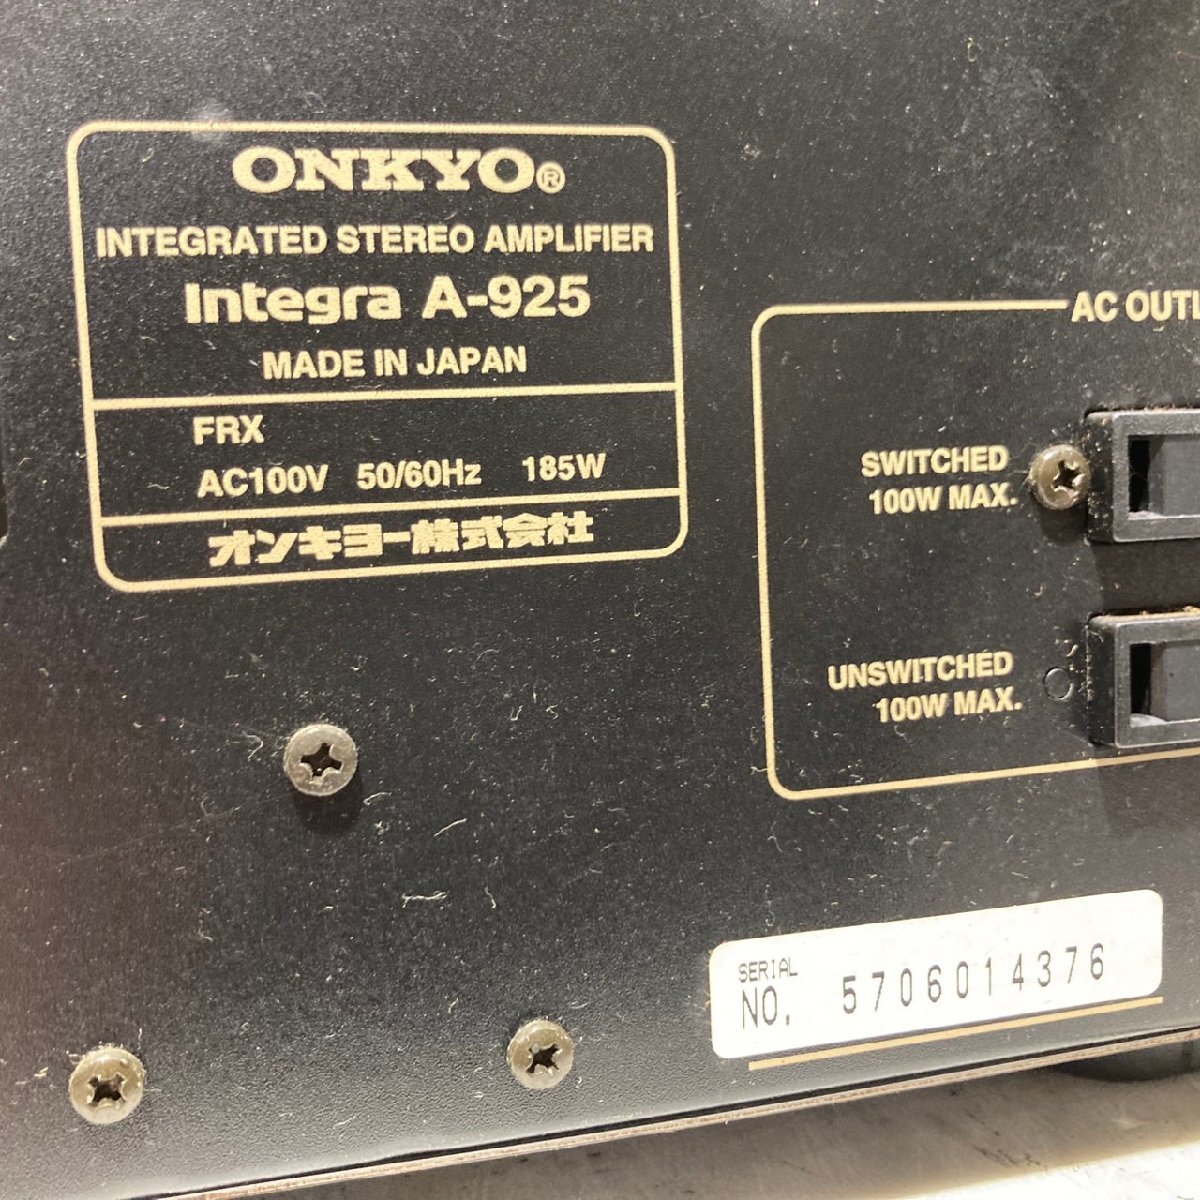 ONKYO®
INTEGRATED STEREO AMPLIFIER
Integra A-925
MADE IN JAPAN
FRX
AC100V 50/60Hz 185W
オンキヨー株式会社
AC OUT
SWITCHED
100W MAX.
UNSWITCHED
100W MAX.
SERIAL
NO. 5706014376